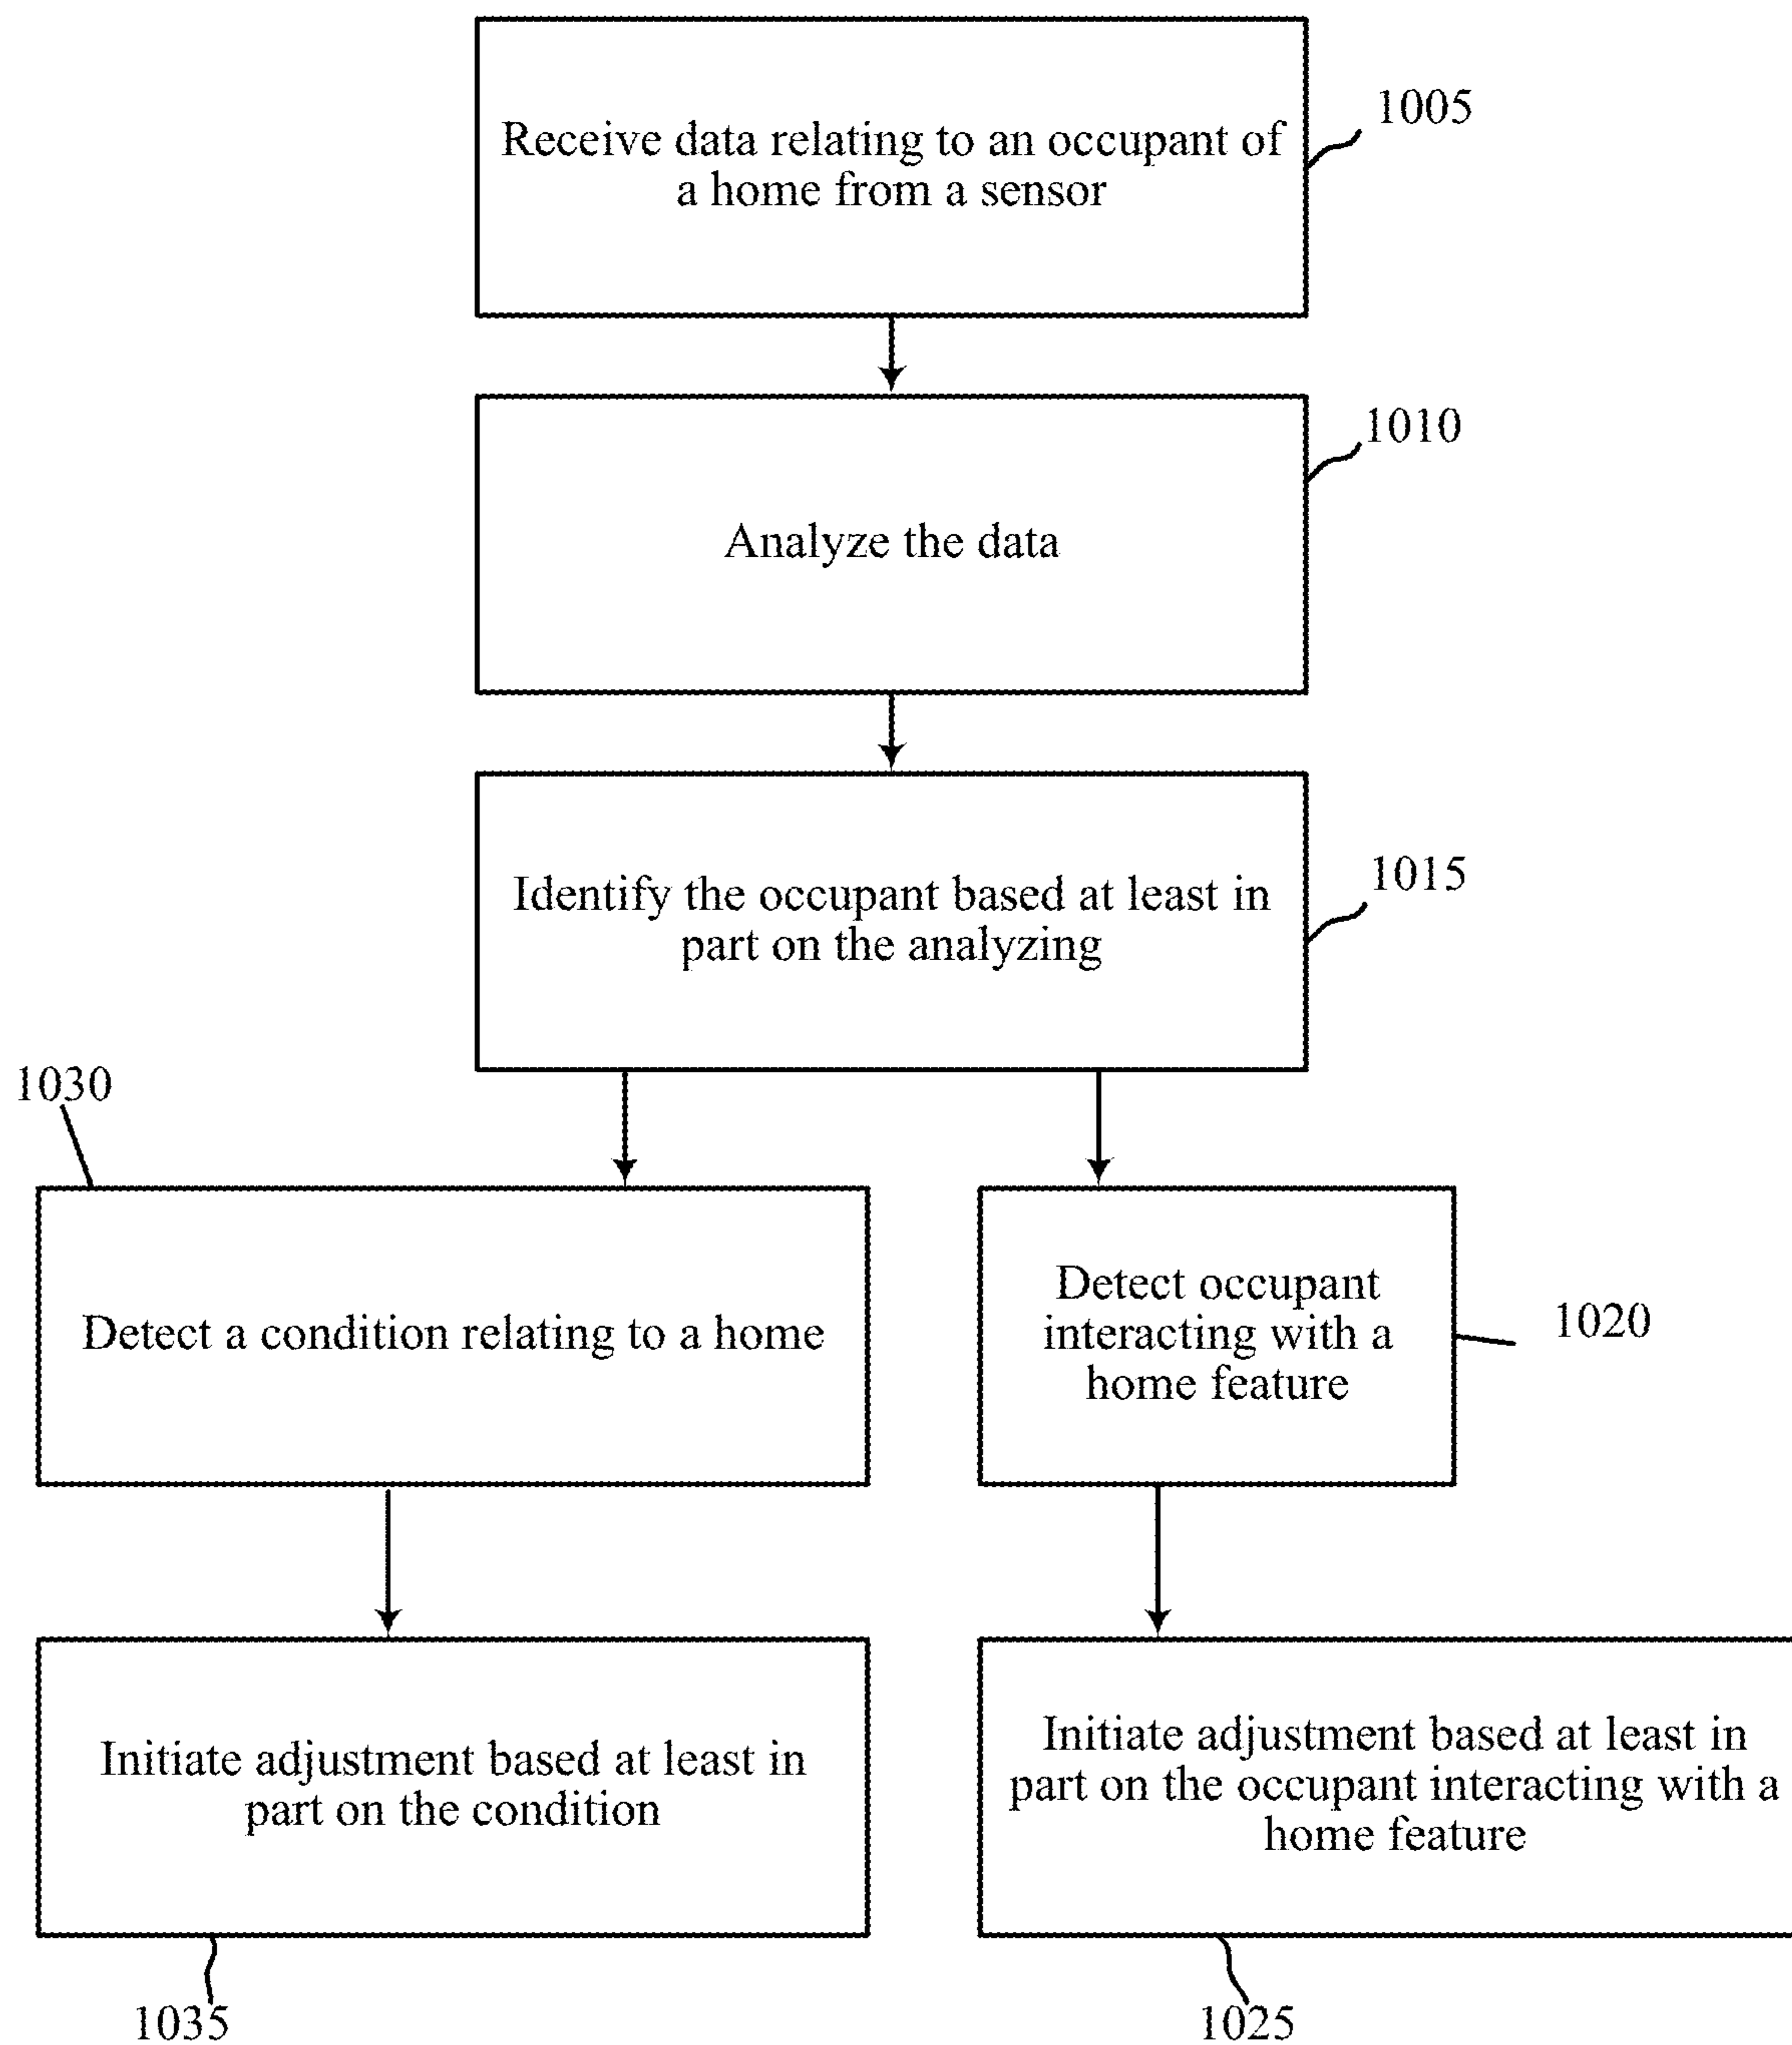 Receive data relating to an occupant of
a home from a sensor
1005
1010
Analyze the data
Identify the occupant based at least in
part on the analyzing
1015
1030
Detect a condition relating to a home
Detect occupant
interacting with a
home feature
1020
Initiate adjustment based at least in
part on the condition
Initiate adjustment based at least in
part on the occupant interacting with a
home feature
1035
1025